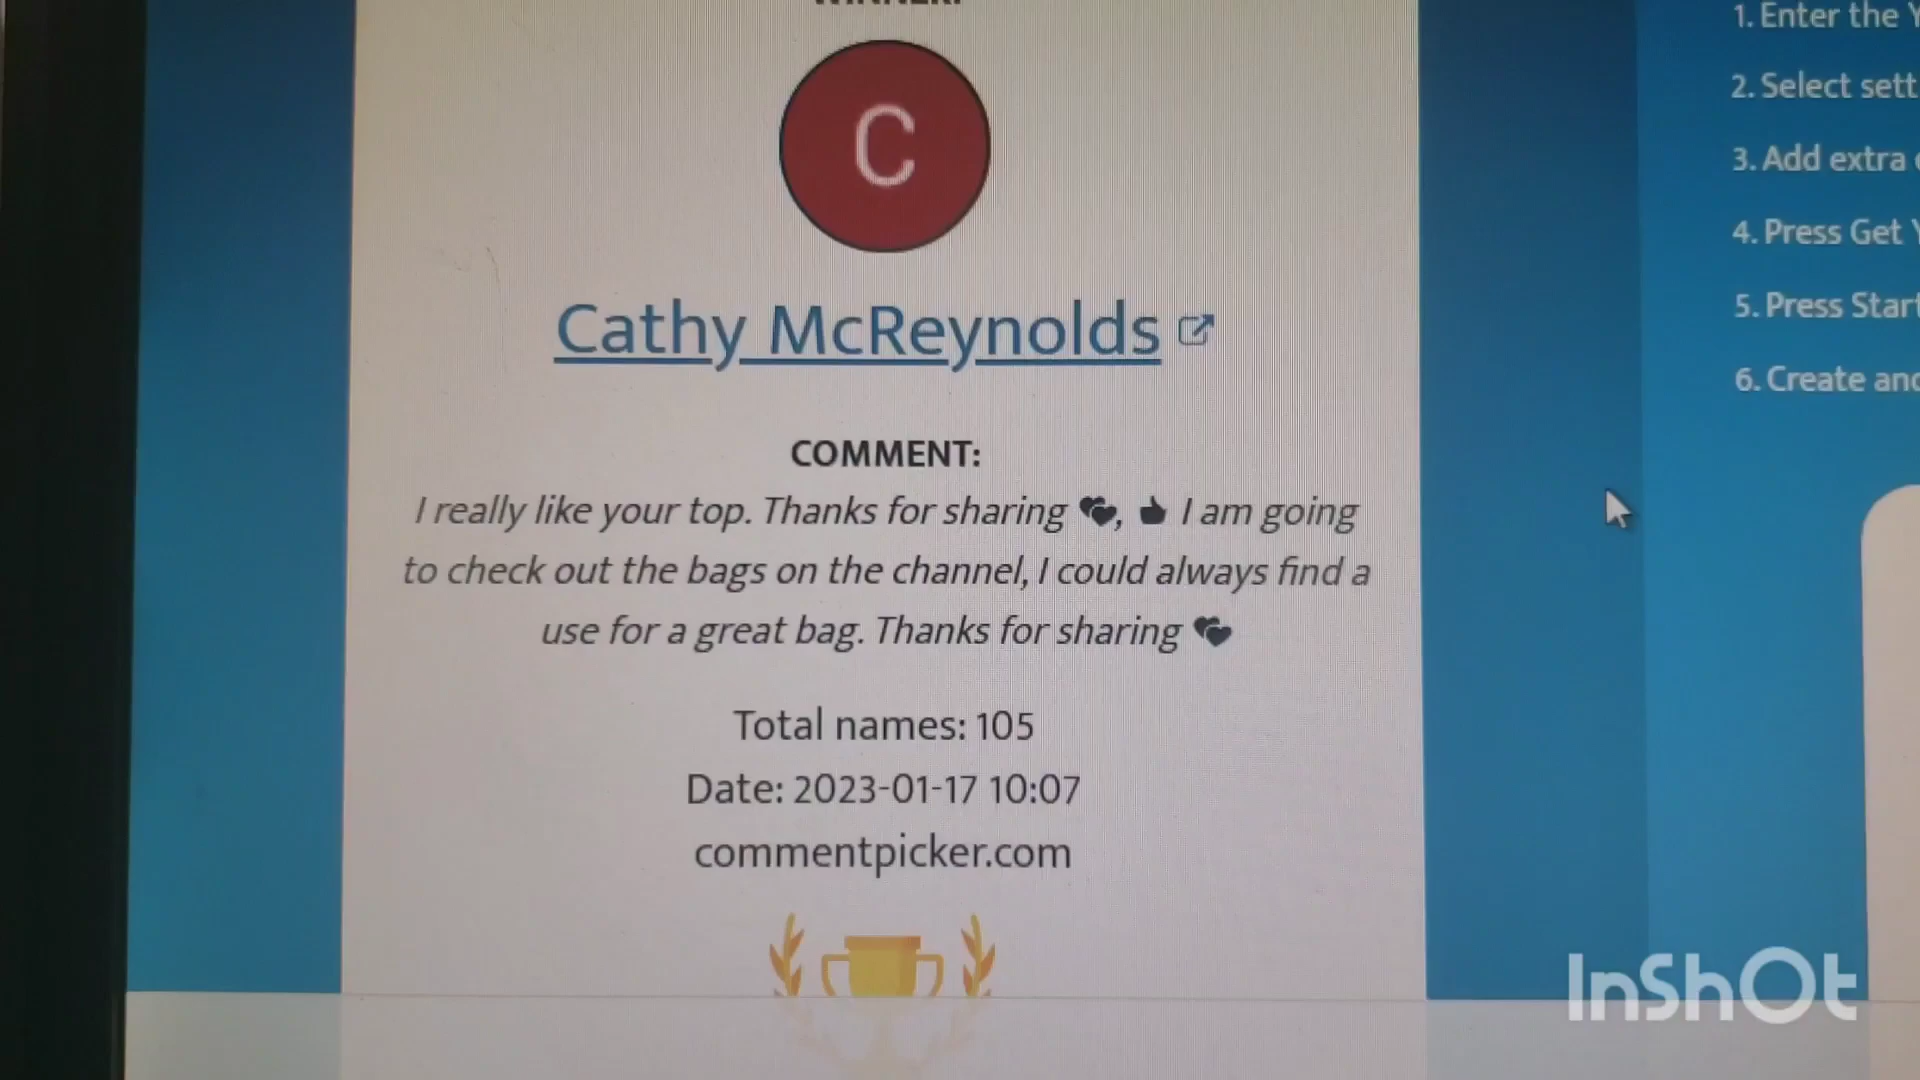 WINNER!
C
Cathy McReynolds
COMMENT:
I really like your top. Thanks for sharing 💕, 👍 I am going
to check out the bags on the channel, I could always find a
use for a great bag. Thanks for sharing 💕
Total names: 105
Date: 2023-01-17 10:07
commentpicker.com
1. Enter the
2. Select
3. Add extra
4. Press Get
5. Press Start
6. Create
InShOt